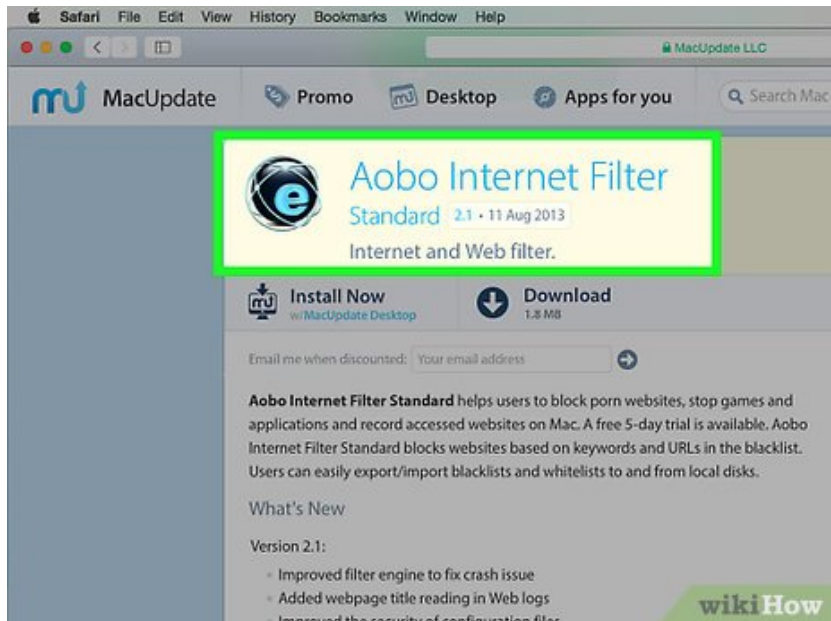 Safari File Edit View History Bookmarks Window Help
MacUpdate LLC
MacUpdate Promo Desktop Apps for you Search Mac
Aobo Internet Filter
Standard 2.1 • 11 Aug 2013
Internet and Web filter.
Install Now
w/MacUpdate Desktop
Download
1.8 MB
Email me when discounted: Your email address
Aobo Internet Filter Standard helps users to block porn websites, stop games and
applications and record accessed websites on Mac. A free 5-day trial is available. Aobo
Internet Filter Standard blocks websites based on keywords and URLs in the blacklist.
Users can easily export/import blacklists and whitelists to and from local disks.
What's New
Version 2.1:
Improved filter engine to fix crash issue
Added webpage title reading in Web logs
Improved the security of configuration files
wikiHow